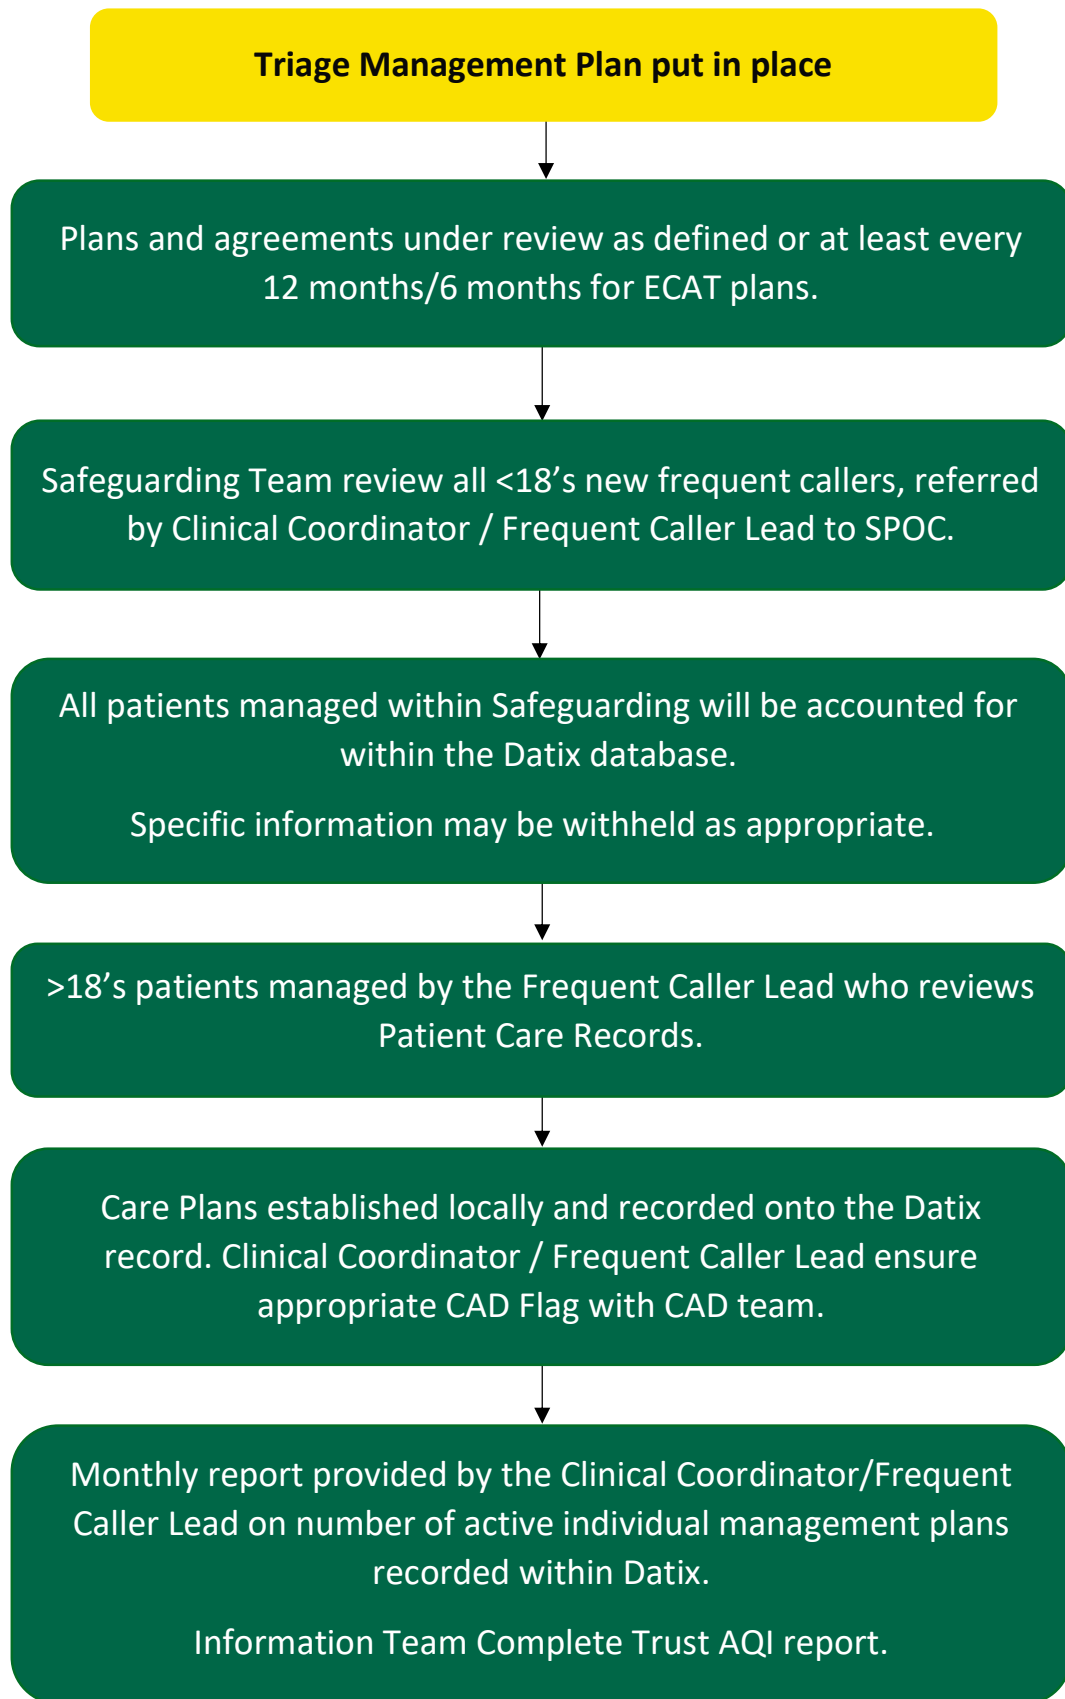 Triage Management Plan put in place
Plans and agreements under review as defined or at least every
12 months/6 months for ECAT plans.
Safeguarding Team review all <18’s new frequent callers, referred
by Clinical Coordinator / Frequent Caller Lead to SPOC.
All patients managed within Safeguarding will be accounted for
within the Datix database.
Specific information may be withheld as appropriate.
>18’s patients managed by the Frequent Caller Lead who reviews
Patient Care Records.
Care Plans established locally and recorded onto the Datix
record. Clinical Coordinator / Frequent Caller Lead ensure
appropriate CAD Flag with CAD team.
Monthly report provided by the Clinical Coordinator/Frequent
Caller Lead on number of active individual management plans
recorded within Datix.
Information Team Complete Trust AQI report.